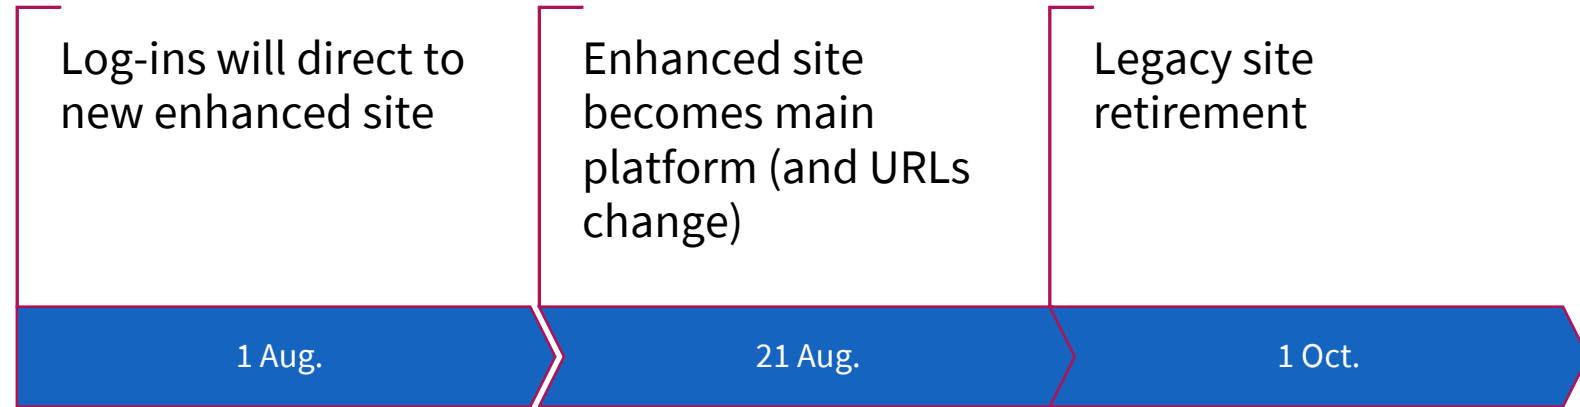 Log-ins will direct to
new enhanced site
Enhanced site
becomes main
platform (and URLs
change)
Legacy site
retirement
1 Aug.
21 Aug.
1 Oct.